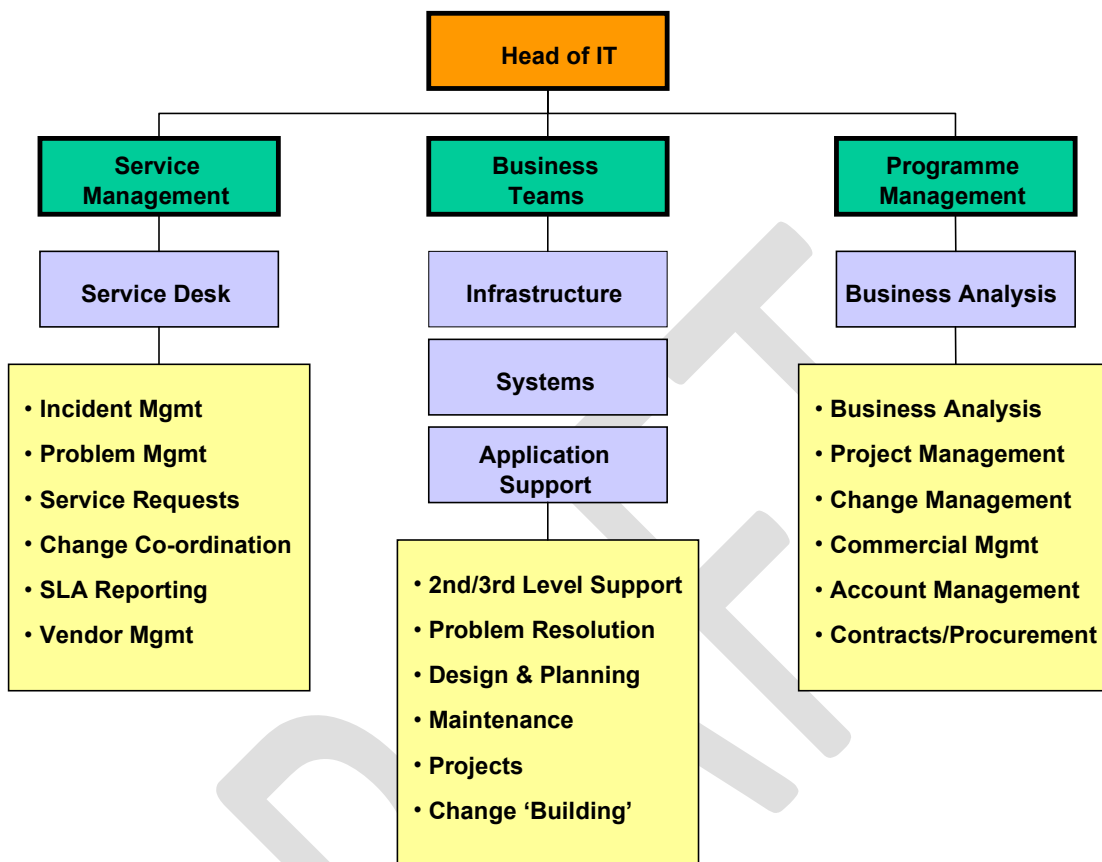 Head of IT
Service
Management
Business
Teams
Programme
Management
Service Desk
Infrastructure
Business Analysis
Systems
Application
Support
• Incident Mgmt
• Problem Mgmt
• Service Requests
• Change Co-ordination
• SLA Reporting
• Vendor Mgmt
• 2nd/3rd Level Support
• Problem Resolution
• Design & Planning
• Maintenance
• Projects
• Change ‘Building’
• Business Analysis
• Project Management
• Change Management
• Commercial Mgmt
• Account Management
• Contracts/Procurement
DRAFT